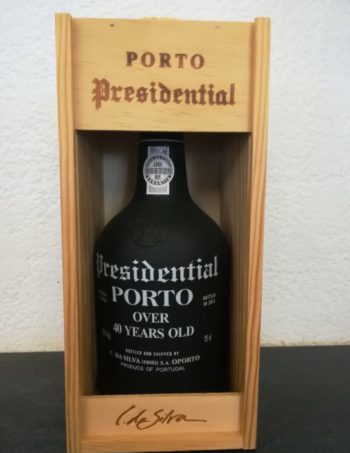 PORTO
Presidential
Presidential
PORTO
OVER
40 YEARS OLD
BOTTLED AND SHIPPED BY
C. DA SILVA (VINHOS) S.A. OPORTO
PRODUCE OF PORTUGAL
C. da Silva